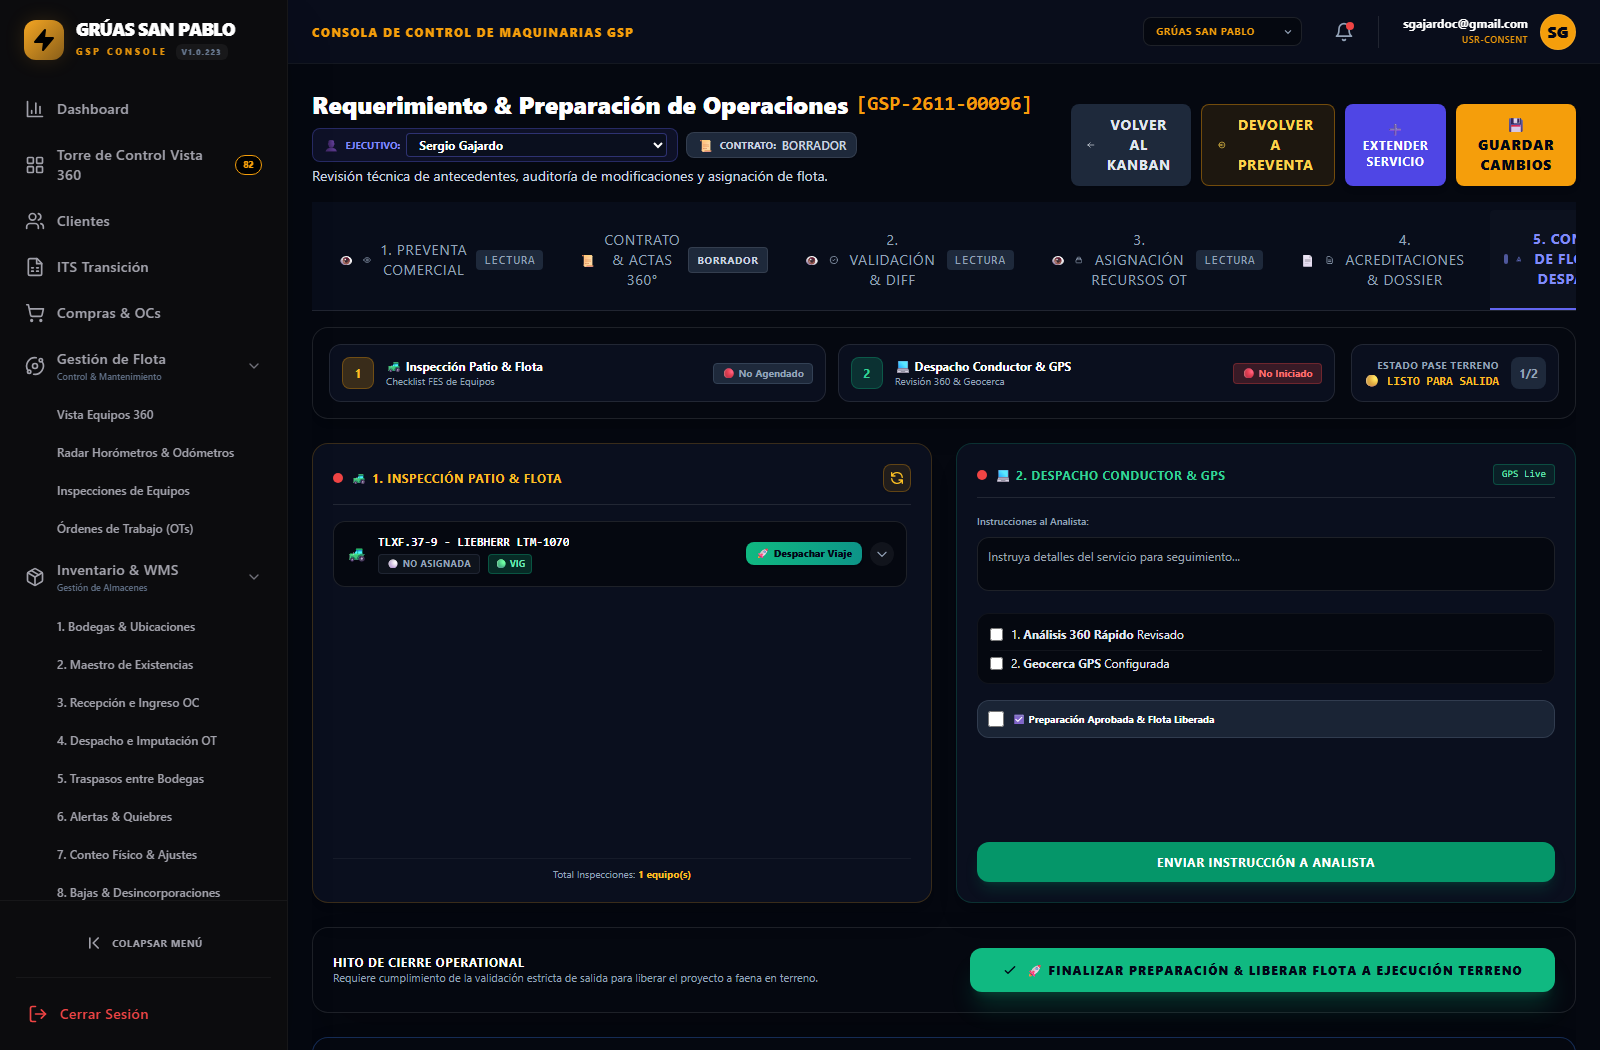 GRÚAS SAN PABLO
GSP CONSOLE V1.0.223
Dashboard
Torre de Control Vista 360
82
Clientes
ITS Transición
Compras & OCs
Gestión de Flota
Control & Mantenimiento
Vista Equipos 360
Radar Horómetros & Odómetros
Inspecciones de Equipos
Órdenes de Trabajo (OTs)
Inventario & WMS
Gestión de Almacenes
1. Bodegas & Ubicaciones
2. Maestro de Existencias
3. Recepción e Ingreso OC
4. Despacho e Imputación OT
5. Traspasos entre Bodegas
6. Alertas & Quiebres
7. Conteo Físico & Ajustes
8. Bajas & Desincorporaciones
COLAPSAR MENÚ
Cerrar Sesión
CONSOLA DE CONTROL DE MAQUINARIAS GSP
GRÚAS SAN PABLO
sgajardoc@gmail.com
USR-CONSENT
SG
Requerimiento & Preparación de Operaciones [GSP-2611-00096]
EJECUTIVO: Sergio Gajardo
CONTRATO: BORRADOR
Revisión técnica de antecedentes, auditoría de modificaciones y asignación de flota.
VOLVER AL KANBAN
DEVOLVER A PREVENTA
EXTENDER SERVICIO
GUARDAR CAMBIOS
1. PREVENTA COMERCIAL LECTURA
CONTRATO & ACTAS 360° BORRADOR
2. VALIDACIÓN & DIFF LECTURA
3. ASIGNACIÓN RECURSOS OT LECTURA
4. ACREDITACIONES & DOSSIER
5. CON
DE FLO
DESPA
1
Inspección Patio & Flota
Checklist FES de Equipos
No Agendado
2
Despacho Conductor & GPS
Revisión 360 & Geocerca
No Iniciado
ESTADO PASE TERRENO
LISTO PARA SALIDA
1/2
1. INSPECCIÓN PATIO & FLOTA
TLXF.37-9 - LIEBHERR LTM-1070
NO ASIGNADA
VIG
Despachar Viaje
Total Inspecciones: 1 equipo(s)
2. DESPACHO CONDUCTOR & GPS
GPS Live
Instrucciones al Analista:
Instruya detalles del servicio para seguimiento...
1. Análisis 360 Rápido Revisado
2. Geocerca GPS Configurada
Preparación Aprobada & Flota Liberada
ENVIAR INSTRUCCIÓN A ANALISTA
HITO DE CIERRE OPERATIONAL
Requiere cumplimiento de la validación estricta de salida para liberar el proyecto a faena en terreno.
FINALIZAR PREPARACIÓN & LIBERAR FLOTA A EJECUCIÓN TERRENO